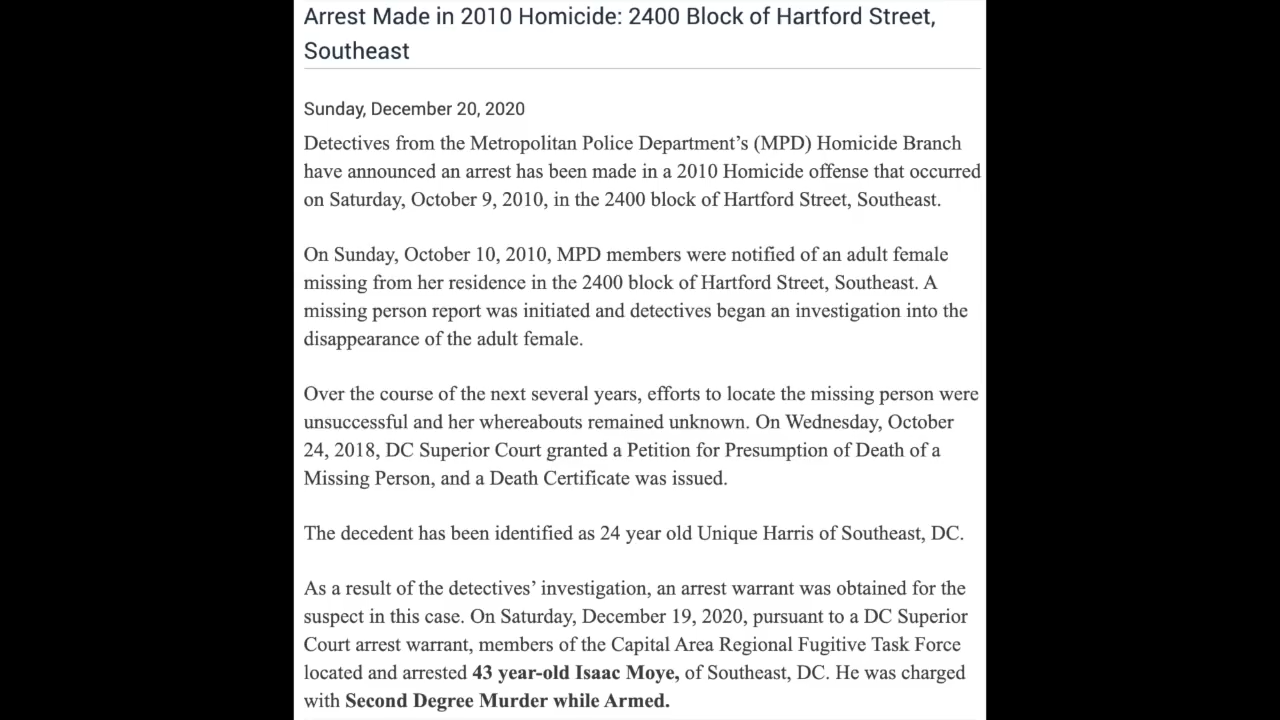 Arrest Made in 2010 Homicide: 2400 Block of Hartford Street,
Southeast
Sunday, December 20, 2020
Detectives from the Metropolitan Police Department’s (MPD) Homicide Branch
have announced an arrest has been made in a 2010 Homicide offense that occurred
on Saturday, October 9, 2010, in the 2400 block of Hartford Street, Southeast.
On Sunday, October 10, 2010, MPD members were notified of an adult female
missing from her residence in the 2400 block of Hartford Street, Southeast. A
missing person report was initiated and detectives began an investigation into the
disappearance of the adult female.
Over the course of the next several years, efforts to locate the missing person were
unsuccessful and her whereabouts remained unknown. On Wednesday, October
24, 2018, DC Superior Court granted a Petition for Presumption of Death of a
Missing Person, and a Death Certificate was issued.
The decedent has been identified as 24 year old Unique Harris of Southeast, DC.
As a result of the detectives’ investigation, an arrest warrant was obtained for the
suspect in this case. On Saturday, December 19, 2020, pursuant to a DC Superior
Court arrest warrant, members of the Capital Area Regional Fugitive Task Force
located and arrested 43 year-old Isaac Moye, of Southeast, DC. He was charged
with Second Degree Murder while Armed.